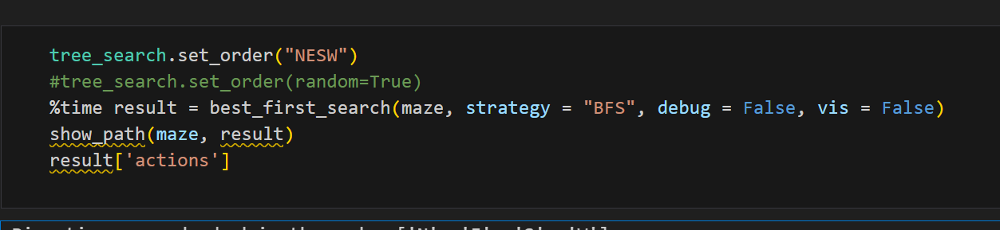 tree_search.set_order("NESW")
#tree_search.set_order(random=True)
%time result = best_first_search(maze, strategy = "BFS", debug = False, vis = False)
show_path(maze, result)
result['actions']